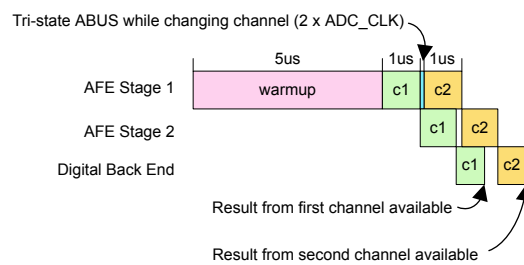 Tri-state ABUS while changing channel (2 x ADC_CLK)
5us 1us 1us
AFE Stage 1 warmup c1 c2
AFE Stage 2 c1 c2
Digital Back End c1 c2
Result from first channel available
Result from second channel available